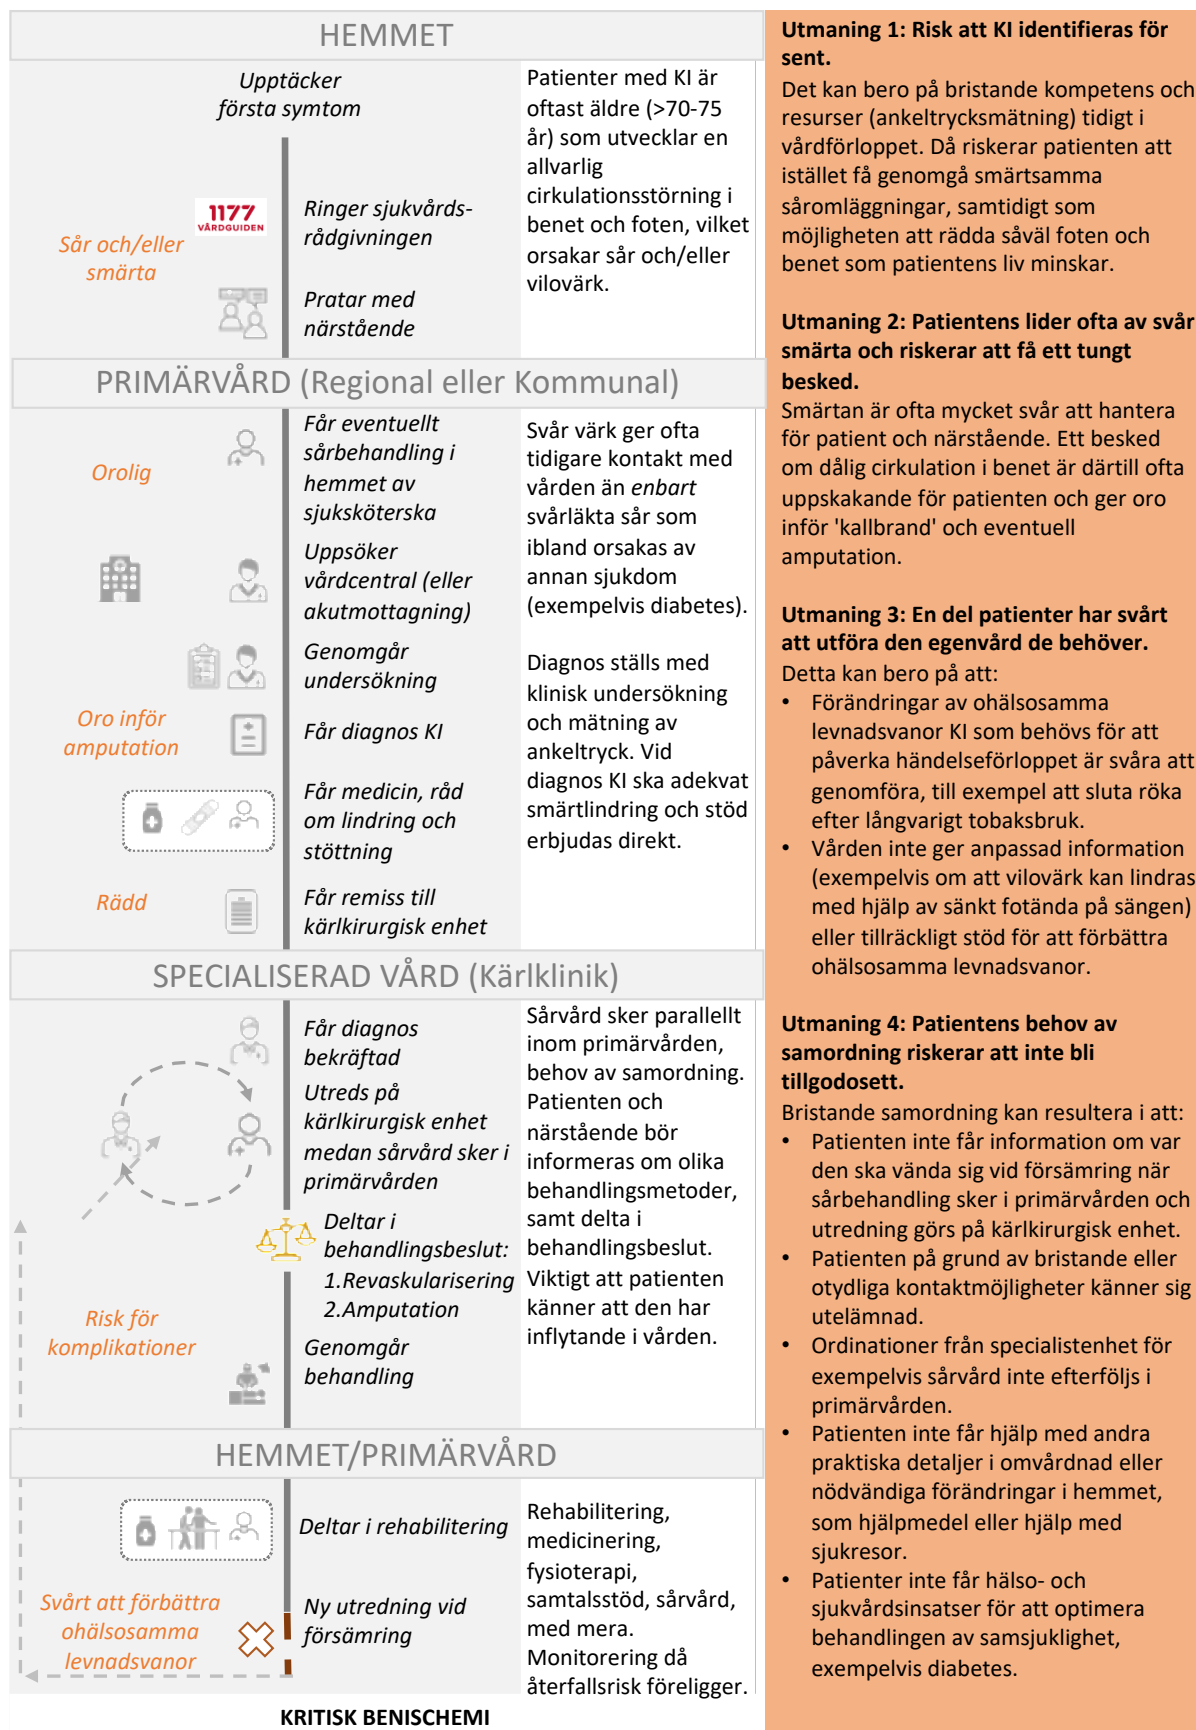 HEMMET
Upptäcker
första symtom
1177
VÅRDGUIDEN
Ringer sjukvårds-
rådgivningen
Sår och/eller
smärta
Pratar med
närstående
Patienter med KI är
oftast äldre (>70-75
år) som utvecklar en
allvarlig
cirkulationsstörning i
benet och foten, vilket
orsakar sår och/eller
vilovärk.
PRIMÄRVÅRD (Regional eller Kommunal)
Får eventuellt
sårbehandling i
hemmet av
sjuksköterska
Orolig
Uppsöker
vårdcentral (eller
akutmottagning)
Genomgår
undersökning
Oro inför
amputation
Får diagnos KI
Får medicin, råd
om lindring och
stöttning
Rädd
Får remiss till
kärlkirurgisk enhet
Svår värk ger ofta
tidigare kontakt med
vården än enbart
svårläkta sår som
ibland orsakas av
annan sjukdom
(exempelvis diabetes).
Diagnos ställs med
klinisk undersökning
och mätning av
ankeltryck. Vid
diagnos KI ska adekvat
smärtlindring och stöd
erbjudas direkt.
SPECIALISERAD VÅRD (Kärlklinik)
Får diagnos
bekräftad
Utreds på
kärlkirurgisk enhet
medan sårvård sker i
primärvården
Deltar i
behandlingsbeslut:
1.Revaskularisering
2.Amputation
Risk för
komplikationer
Genomgår
behandling
Sårvård sker parallellt
inom primärvården,
behov av samordning.
Patienten och
närstående bör
informeras om olika
behandlingsmetoder,
samt delta i
behandlingsbeslut.
Viktigt att patienten
känner att den har
inflytande i vården.
HEMMET/PRIMÄRVÅRD
Deltar i rehabilitering
Svårt att förbättra
ohälsosamma
levnadsvanor
Ny utredning vid
försämring
Rehabilitering,
medicinering,
fysioterapi,
samtalsstöd, sårvård,
med mera.
Monitorering då
återfallsrisk föreligger.
KRITISK BENISCHEMI
Utmaning 1: Risk att KI identifieras för
sent.
Det kan bero på bristande kompetens och
resurser (ankeltrycksmätning) tidigt i
vårdförloppet. Då riskerar patienten att
istället få genomgå smärtsamma
såromläggningar, samtidigt som
möjligheten att rädda såväl foten och
benet som patientens liv minskar.
Utmaning 2: Patientens lider ofta av svår
smärta och riskerar att få ett tungt
besked.
Smärtan är ofta mycket svår att hantera
för patient och närstående. Ett besked
om dålig cirkulation i benet är därtill ofta
uppskakande för patienten och ger oro
inför 'kallbrand' och eventuell
amputation.
Utmaning 3: En del patienter har svårt
att utföra den egenvård de behöver.
Detta kan bero på att:
• Förändringar av ohälsosamma
levnadsvanor KI som behövs för att
påverka händelseförloppet är svåra att
genomföra, till exempel att sluta röka
efter långvarigt tobaksbruk.
• Vården inte ger anpassad information
(exempelvis om att vilovärk kan lindras
med hjälp av sänkt fotända på sängen)
eller tillräckligt stöd för att förbättra
ohälsosamma levnadsvanor.
Utmaning 4: Patientens behov av
samordning riskerar att inte bli
tillgodosett.
Bristande samordning kan resultera i att:
• Patienten inte får information om var
den ska vända sig vid försämring när
sårbehandling sker i primärvården och
utredning görs på kärlkirurgisk enhet.
• Patienten på grund av bristande eller
otydliga kontaktmöjligheter känner sig
utelämnad.
• Ordinationer från specialistenhet för
exempelvis sårvård inte efterföljs i
primärvården.
• Patienten inte får hjälp med andra
praktiska detaljer i omvårdnad eller
nödvändiga förändringar i hemmet,
som hjälpmedel eller hjälp med
sjukresor.
• Patienter inte får hälso- och
sjukvårdsinsatser för att optimera
behandlingen av samsjuklighet,
exempelvis diabetes.